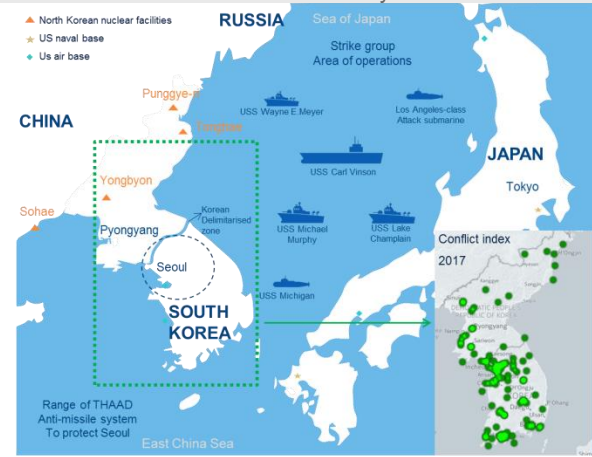 North Korean nuclear facilities
US naval base
Us air base
RUSSIA
Sea of Japan
Strike group
Area of operations
CHINA
Punggye-ri
Tonghae
USS Wayne E.Meyer
Los Angeles-class
Attack submarine
USS Carl Vinson
JAPAN
Tokyo
Yongbyon
Sohae
Pyongyang
Korean
Delimitarised
zone
USS Michael
Murphy
USS Lake
Champlain
Seoul
USS Michigan
SOUTH
KOREA
Conflict index
2017
Range of THAAD
Anti-missile system
To protect Seoul
East China Sea